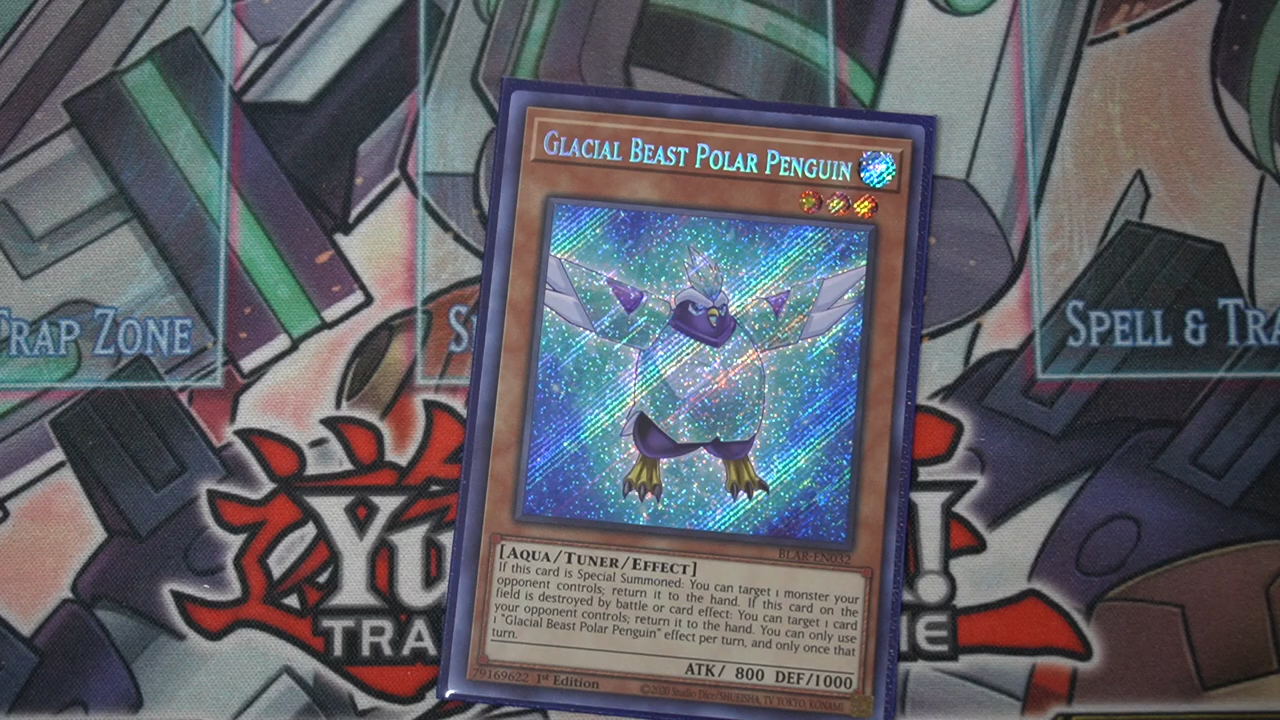 GLACIAL BEAST POLAR PENGUIN
TRAP ZONE
S
SPELL & TRA
YU !
TRA ME
BLAR-EN032
[AQUA/TUNER/EFFECT]
If this card is Special Summoned: You can target 1 monster your
opponent controls; return it to the hand. If this card on the
field is destroyed by battle or card effect: You can target 1 card
your opponent controls; return it to the hand. You can only use
1 "Glacial Beast Polar Penguin" effect per turn, and only once that
turn.
ATK/ 800 DEF/1000
79169622 1st Edition
©2020 Studio Dice/SHUEISHA, TV TOKYO, KONAMI